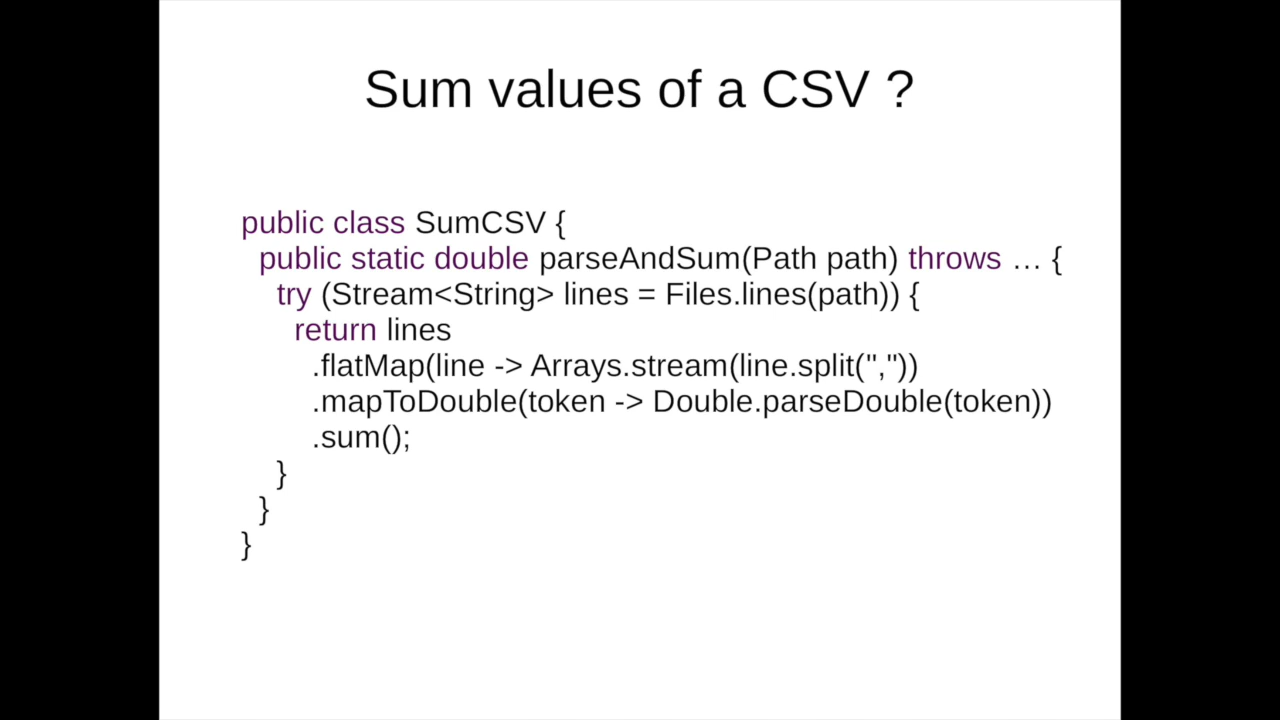 Sum values of a CSV ?
public class SumCSV {
public static double parseAndSum(Path path) throws … {
try (Stream<String> lines = Files.lines(path)) {
return lines
.flatMap(line -> Arrays.stream(line.split(","))
.mapToDouble(token -> Double.parseDouble(token))
.sum();
}
}
}